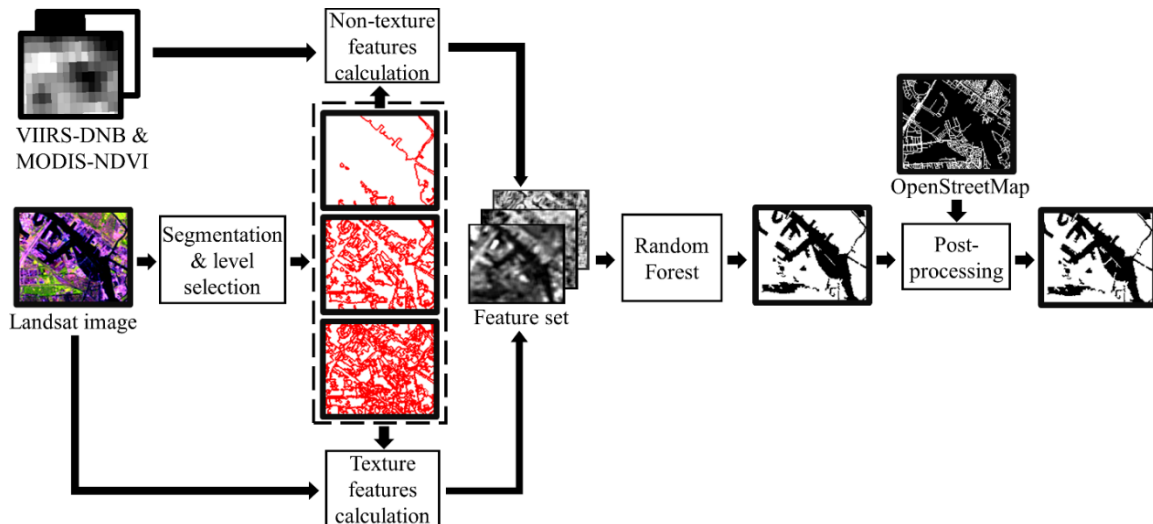 Non-texture
features
calculation
VIIRS-DNB &
MODIS-NDVI
OpenStreetMap
Segmentation
& level
selection
Random
Forest
Post-
processing
Landsat image
Feature set
Texture
features
calculation